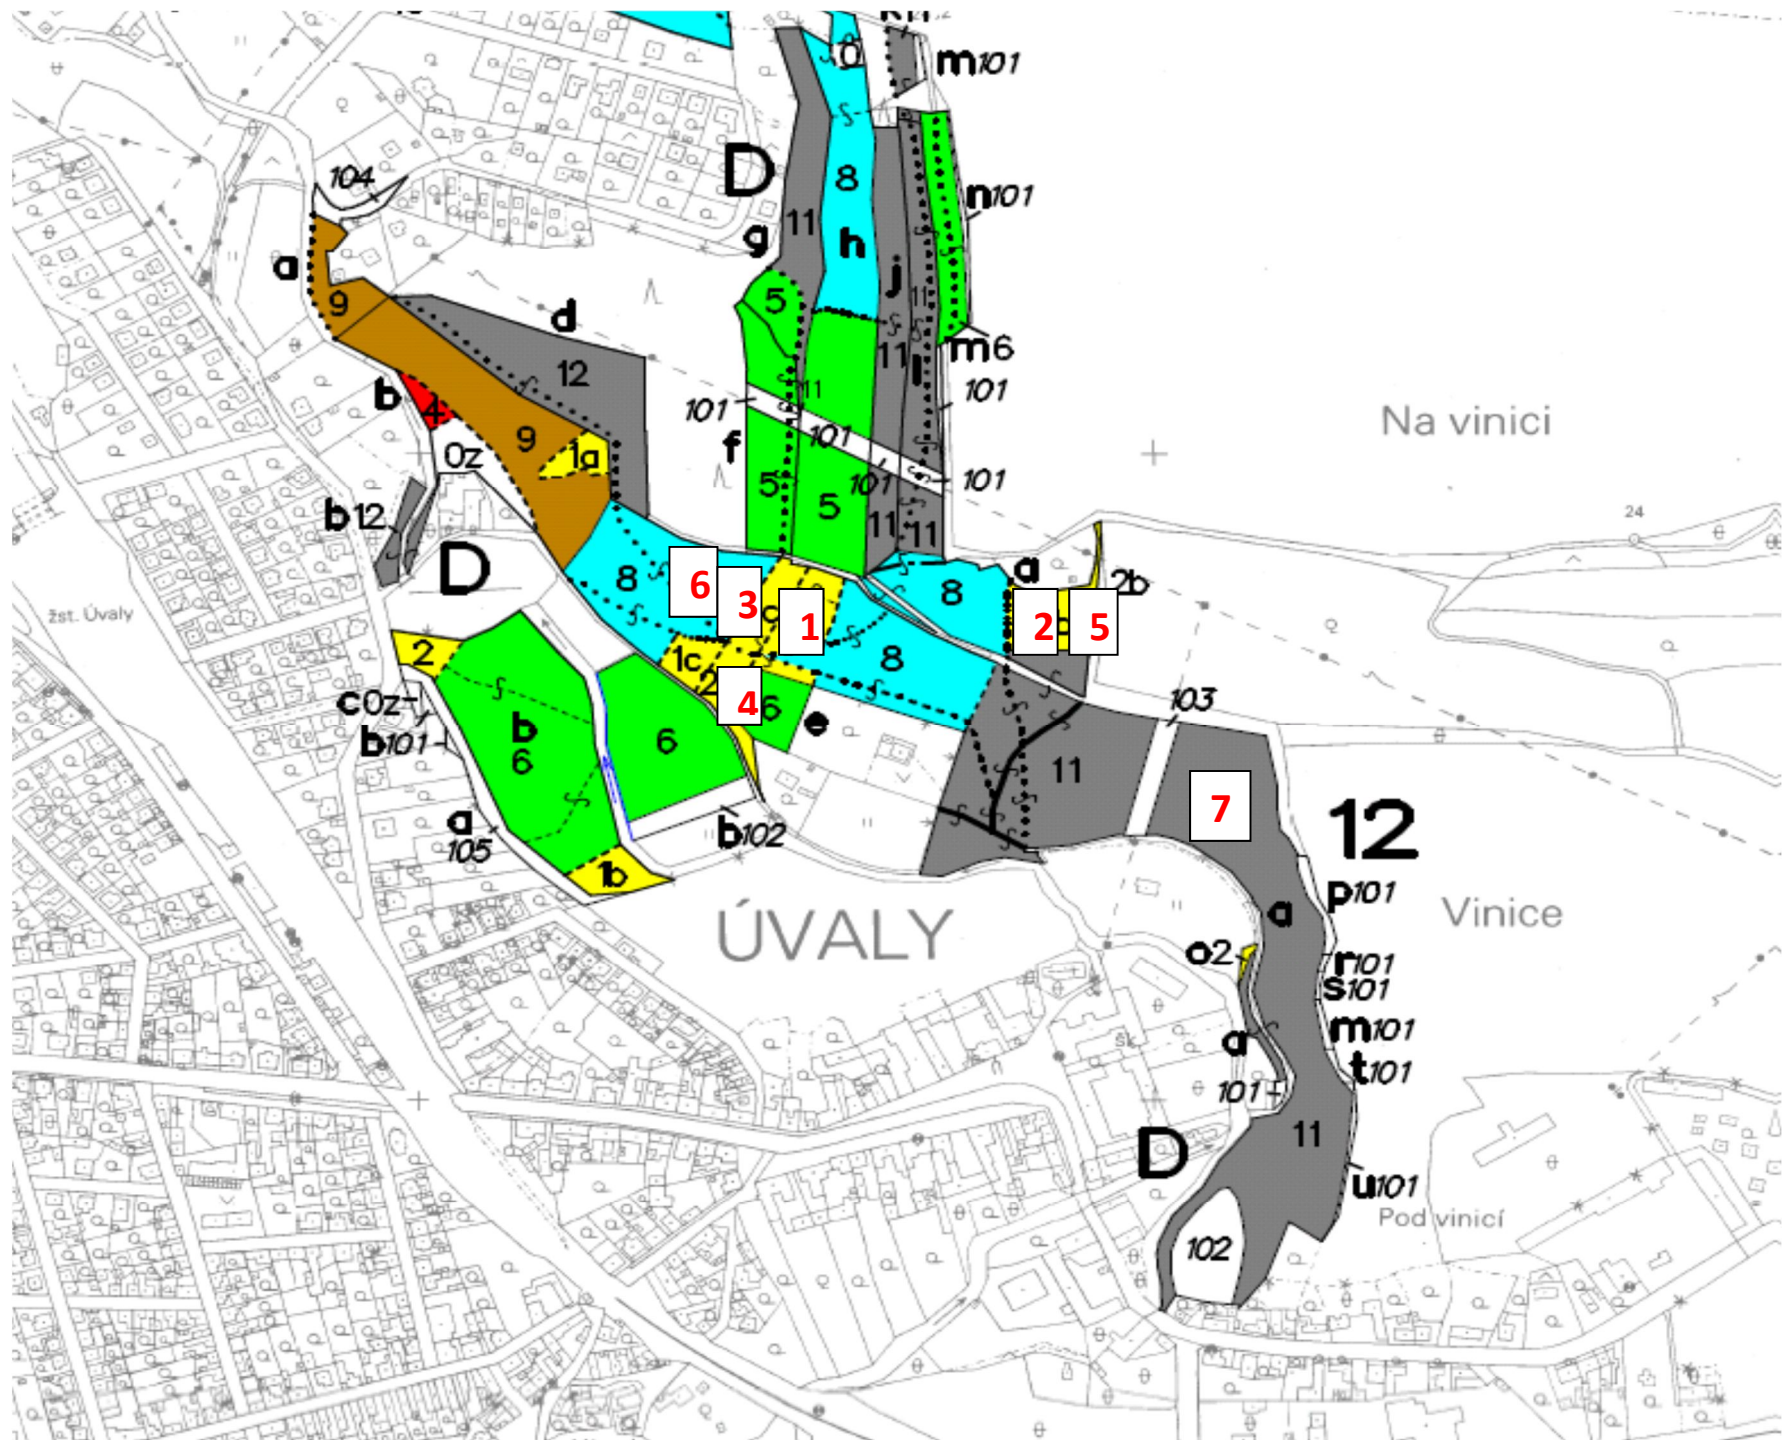 0
m101
D
104
8
n101
11
g
h
a
j
5
11
9
d
m6
11
l
12
11
101
b
4
101
Na vinici
f
101
9
1a
0z
101
101
5
5
24
b12
11
11
D
a
2b
8
6
3
8
1
2
5
žst. Úvaly
2
1c
8
2
c0z
103
4
6
e
b
b101
6
6
11
7
12
a
105
b102
1b
p101
a
Vinice
ÚVALY
o2
r101
s101
m101
šk.
a
t101
101
11
D
u101
Pod vinicí
102